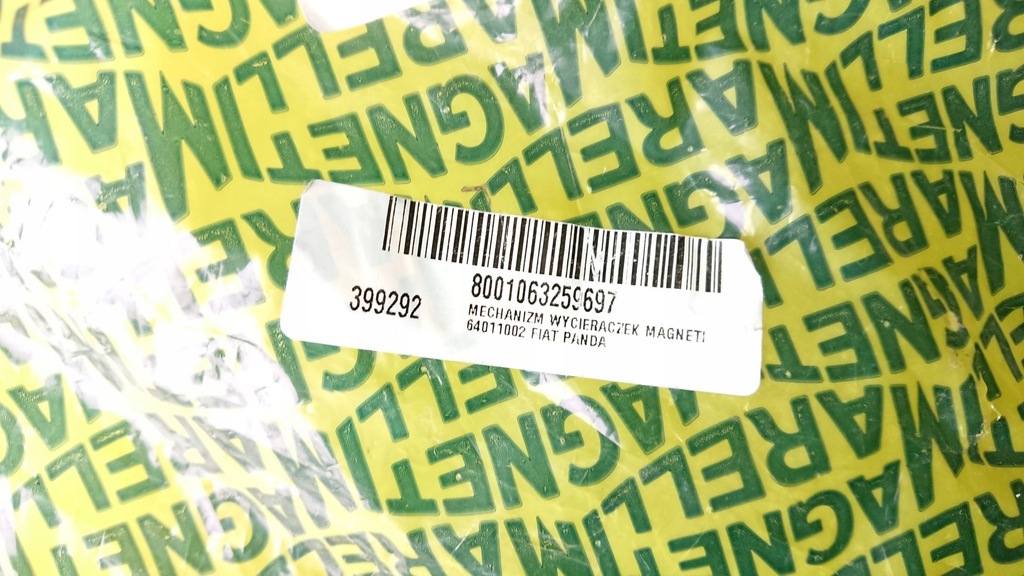 399292
8001063259697
MECHANIZM WYCIERACZEK MAGNETI
64011002 FIAT PANDA
MAGNETI
MARELLI